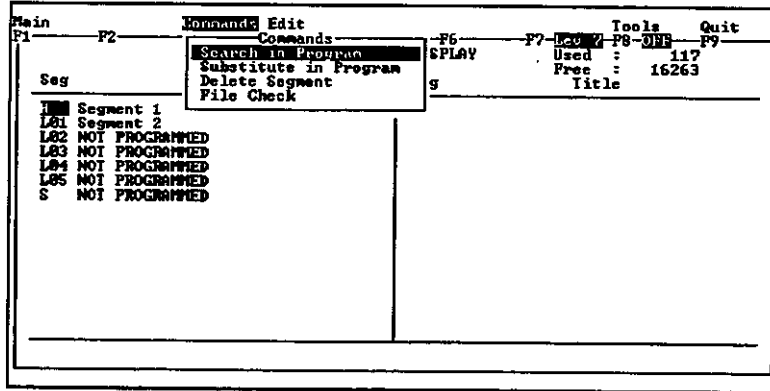 Main Commands Edit Tools Quit
F1 F2 Commands F6 F7 Lev ? F8 OFF F9
Search in Program SPLAY Used : 117
Substitute in Program Free : 16263
Seg Delete Segment g Title
File Check
Segment 1
L01 Segment 2
L02 NOT PROGRAMMED
L03 NOT PROGRAMMED
L04 NOT PROGRAMMED
L05 NOT PROGRAMMED
S NOT PROGRAMMED